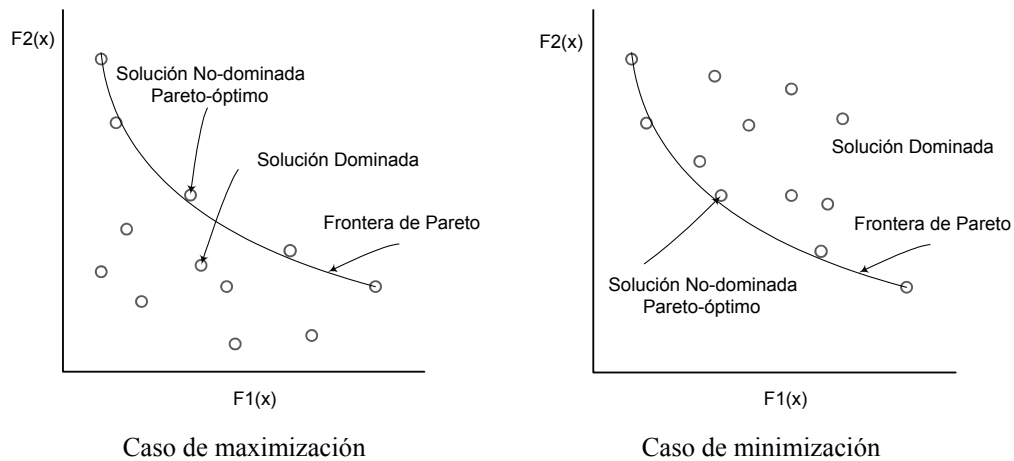 F2(x)
Solución No-dominada
Pareto-óptimo
Solución Dominada
Frontera de Pareto
F1(x)
Caso de maximización
F2(x)
Solución Dominada
Frontera de Pareto
Solución No-dominada
Pareto-óptimo
F1(x)
Caso de minimización